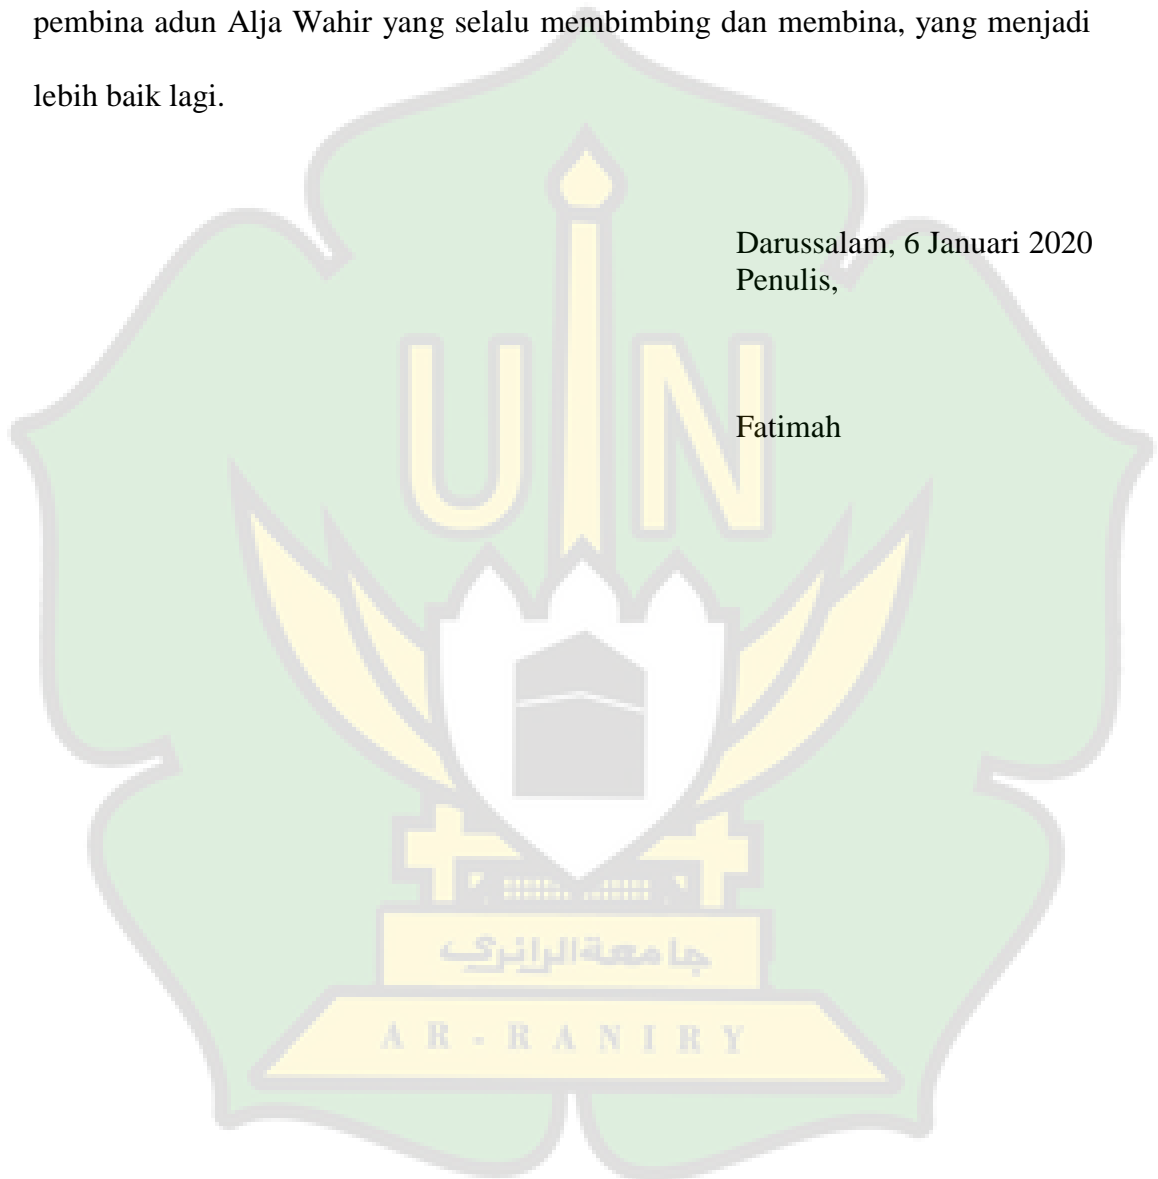 pembina adun Alja Wahir yang selalu membimbing dan membina, yang menjadi
lebih baik lagi.
Darussalam, 6 Januari 2020
Penulis,
Fatimah
UIN
جامعة الرانري
AR-RANIRY